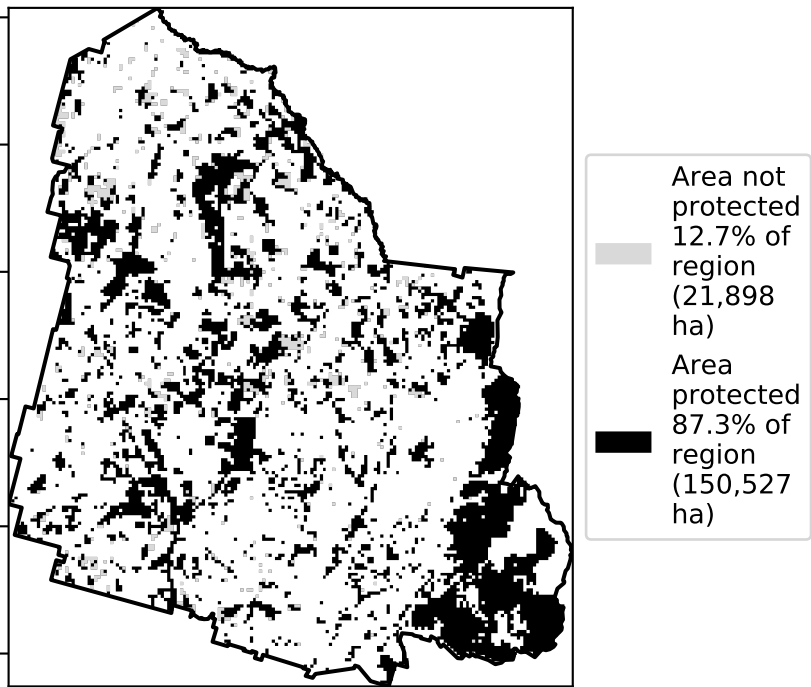 Area not
protected
12.7% of
region
(21,898
ha)
Area
protected
87.3% of
region
(150,527
ha)